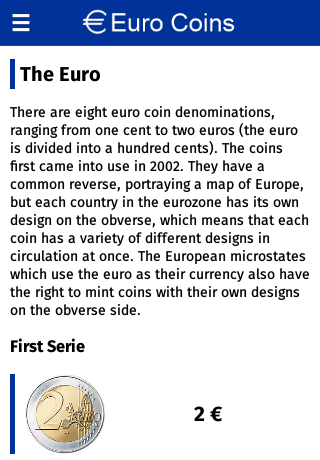 ☰ € Euro Coins
The Euro
There are eight euro coin denominations,
ranging from one cent to two euros (the euro
is divided into a hundred cents). The coins
first came into use in 2002. They have a
common reverse, portraying a map of Europe,
but each country in the eurozone has its own
design on the obverse, which means that each
coin has a variety of different designs in
circulation at once. The European microstates
which use the euro as their currency also have
the right to mint coins with their own designs
on the obverse side.
First Serie
2
2 €